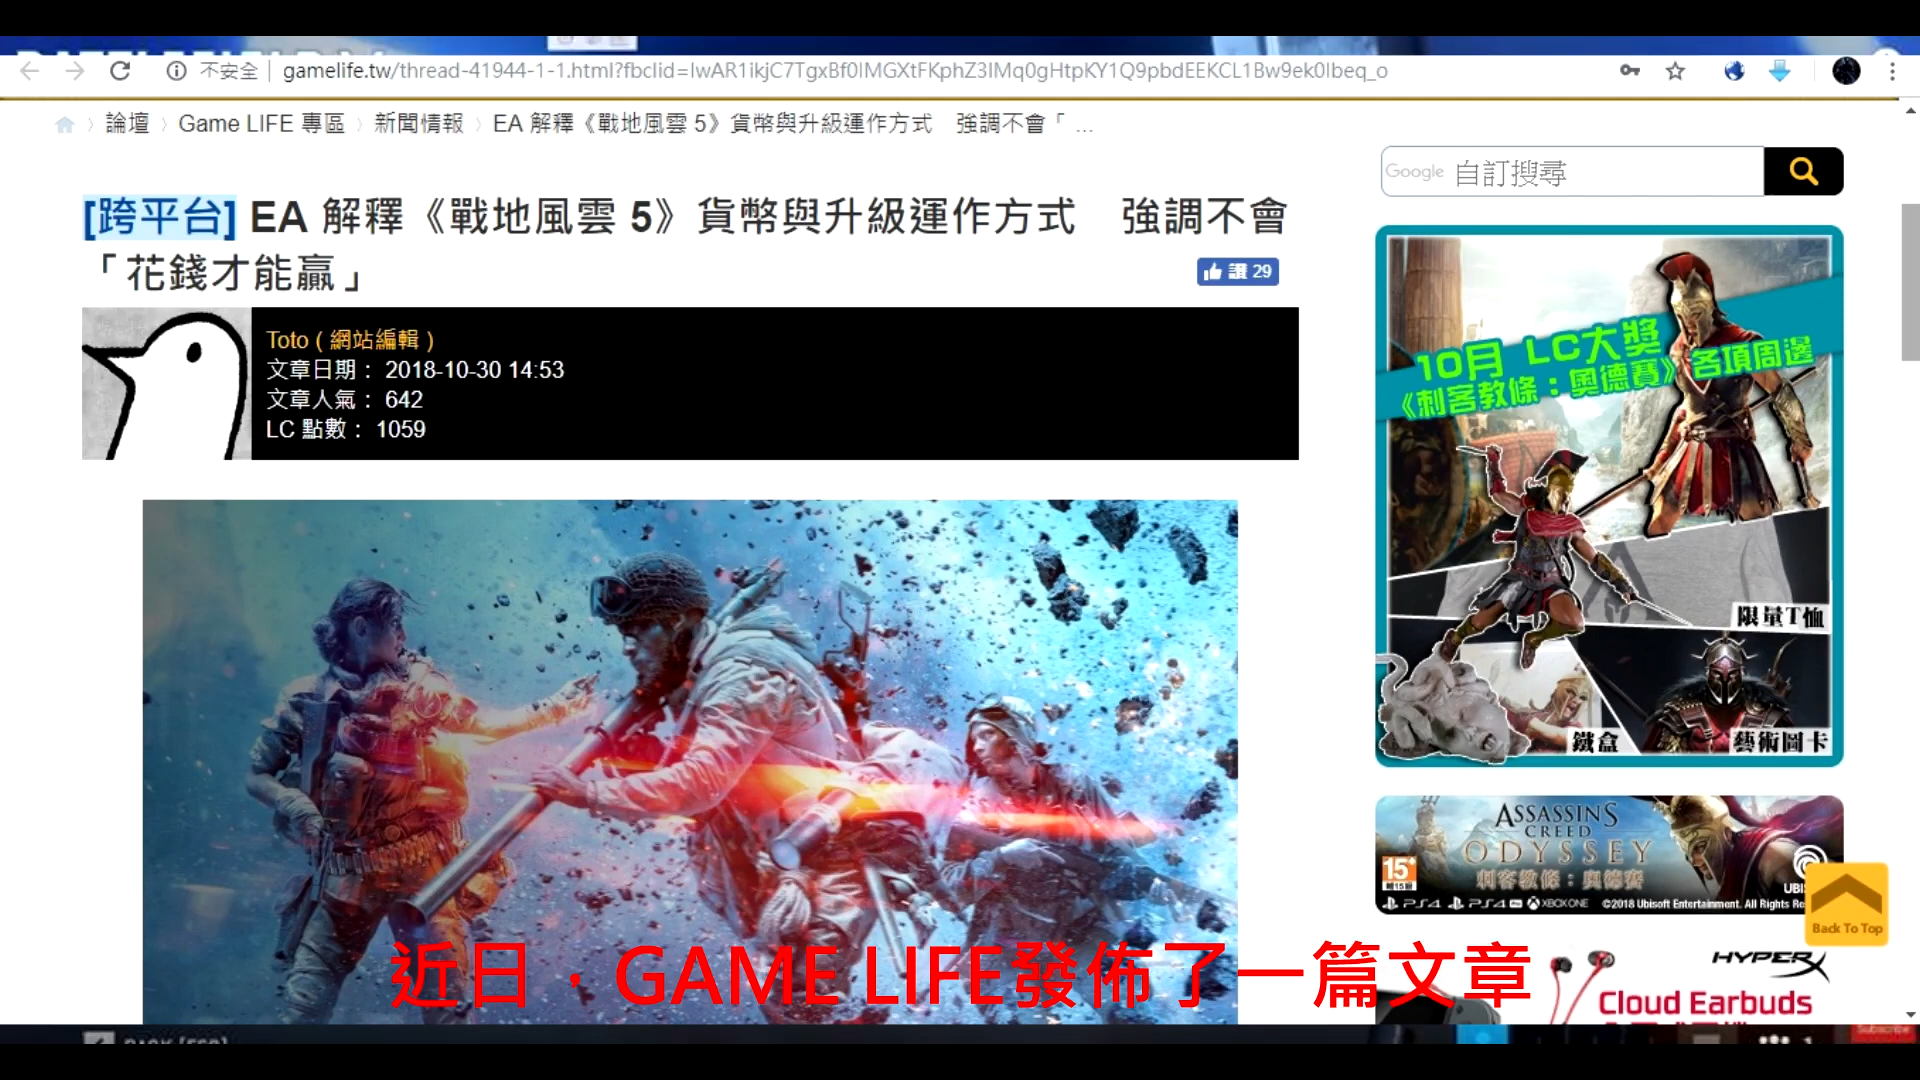 不安全 | gamelife.tw/thread-41944-1-1.html?fbclid=IwAR1ikjC7TgxBf0lMGXtFKphZ3IMq0gHtpKY1Q9pbdEEKCL1Bw9ek0Ibeq_o
論壇 › Game LIFE 專區 › 新聞情報 › EA 解釋《戰地風雲 5》貨幣與升級運作方式 強調不會「 ...
Google 自訂搜尋
[跨平台] EA 解釋《戰地風雲 5》貨幣與升級運作方式 強調不會
「花錢才能贏」
讚 29
Toto ( 網站編輯 )
文章日期： 2018-10-30 14:53
文章人氣： 642
LC 點數： 1059
10月 LC大獎
《刺客教條：奧德賽》各項周邊
限量T恤
鐵盒
藝術圖卡
ASSASSIN'S
CREED
ODYSSEY
刺客教條：奧德賽
15+
PS4 PS4 XBOX ONE ©2018 Ubisoft Entertainment. All Rights Re
UBI
Back To Top
HYPERX
Cloud Earbuds
近日，GAME LIFE發佈了一篇文章